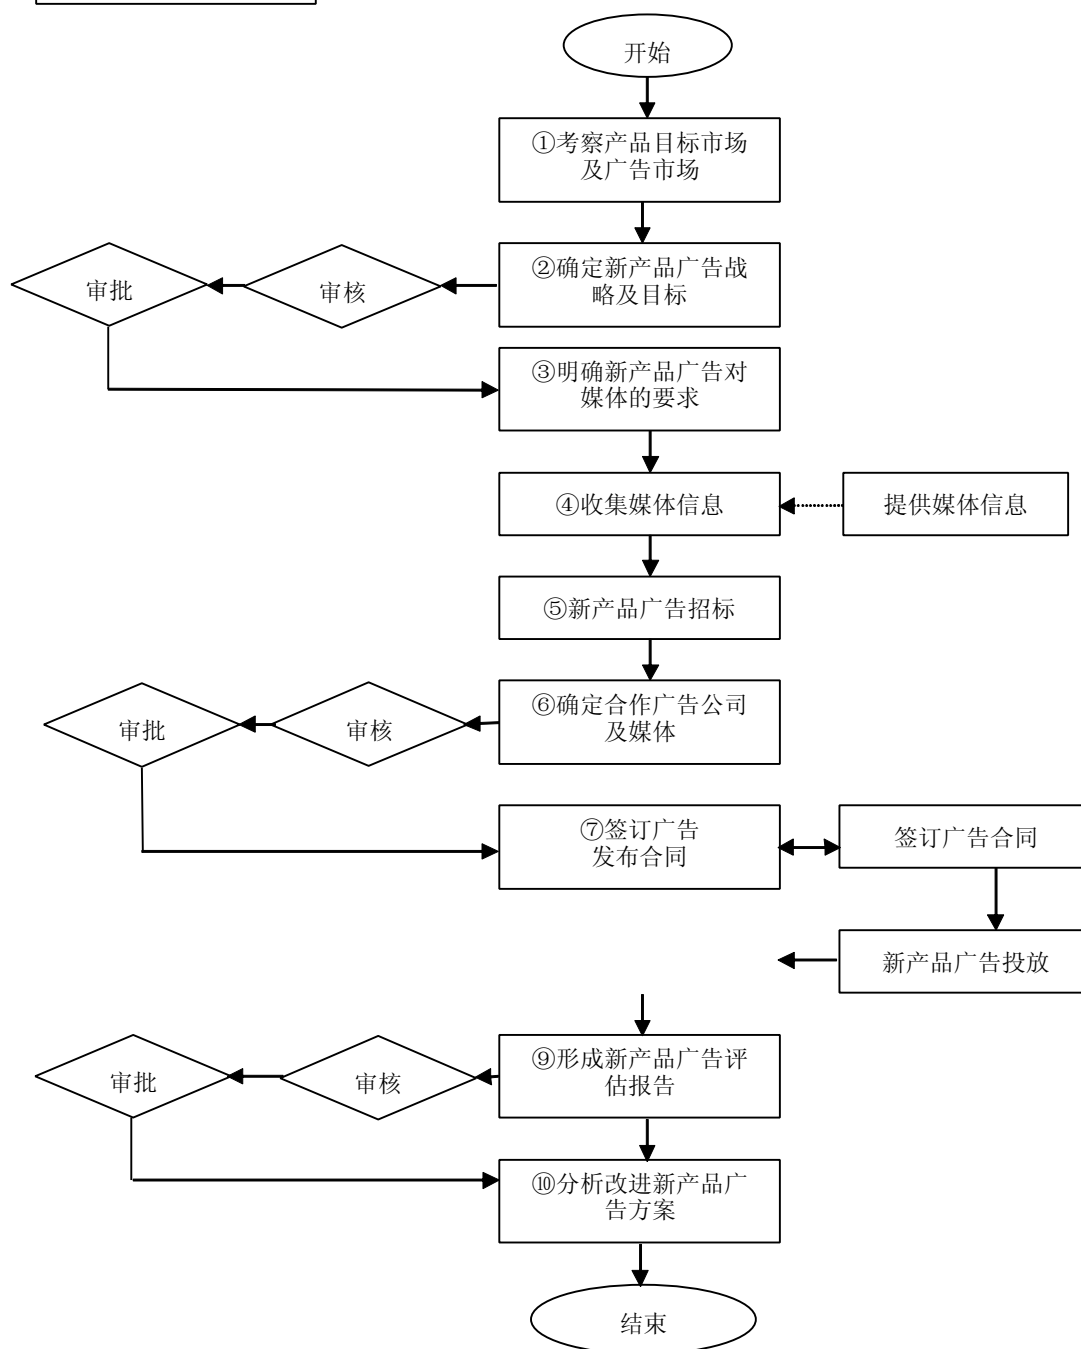 开始
①考察产品目标市场
及广告市场
审批
审核
②确定新产品广告战
略及目标
③明确新产品广告对
媒体的要求
④收集媒体信息
提供媒体信息
⑤新产品广告招标
审批
审核
⑥确定合作广告公司
及媒体
⑦签订广告
发布合同
签订广告合同
新产品广告投放
审批
审核
⑨形成新产品广告评
估报告
⑩分析改进新产品广
告方案
结束